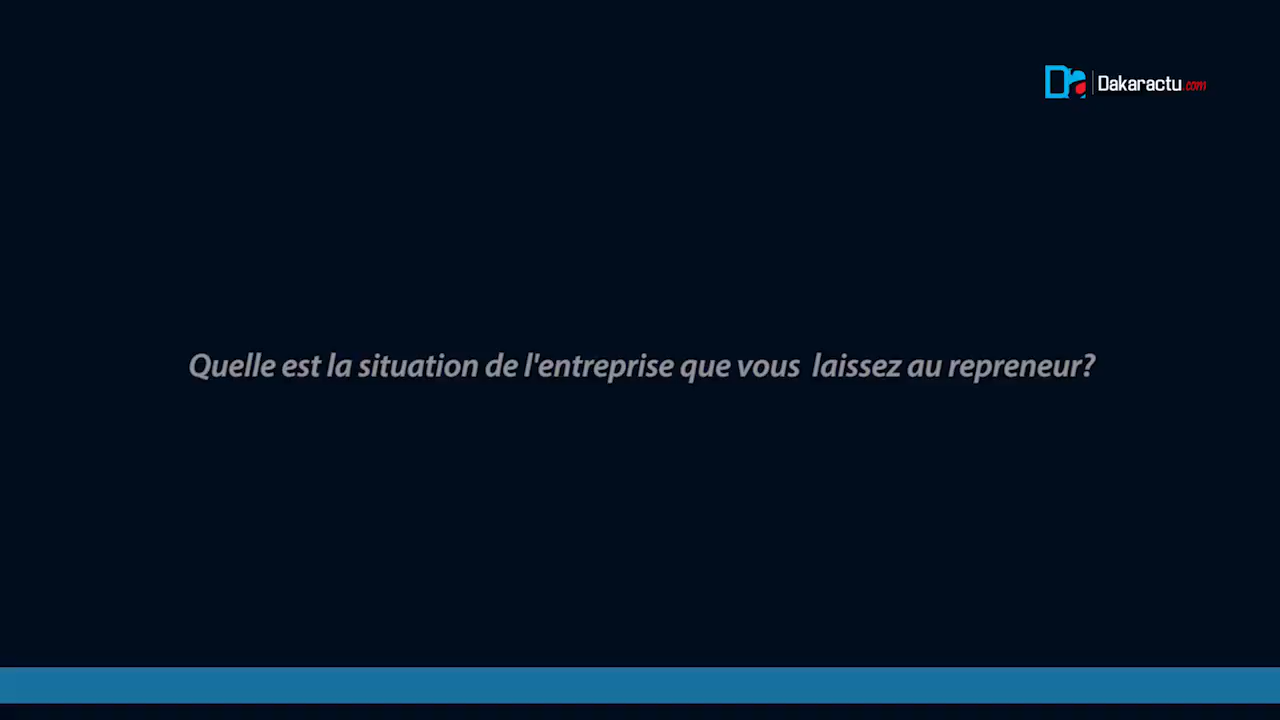 Dakaractu.com
Quelle est la situation de l'entreprise que vous laissez au repreneur?